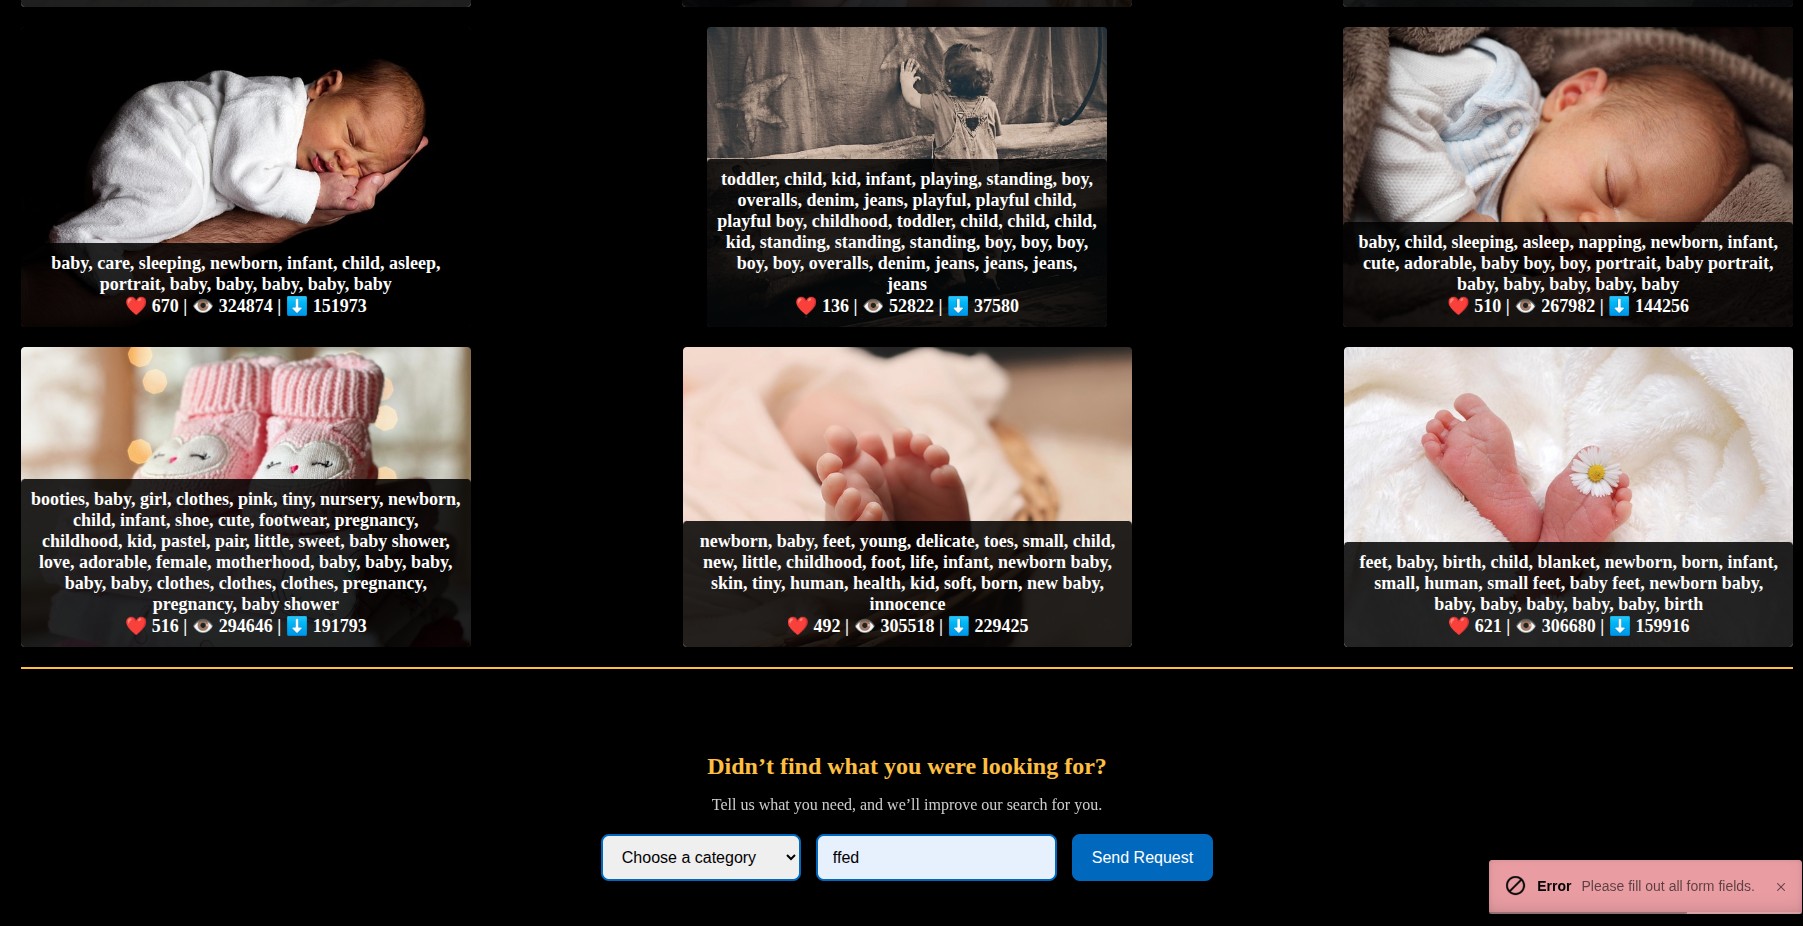 baby, care, sleeping, newborn, infant, child, asleep,
portrait, baby, baby, baby, baby, baby
❤️ 670 | 👁️ 324874 | ⬇️ 151973
toddler, child, kid, infant, playing, standing, boy,
overalls, denim, jeans, playful, playful child,
playful boy, childhood, toddler, child, child, child,
kid, standing, standing, standing, boy, boy, boy,
boy, boy, overalls, denim, jeans, jeans, jeans,
jeans
❤️ 136 | 👁️ 52822 | ⬇️ 37580
baby, child, sleeping, asleep, napping, newborn, infant,
cute, adorable, baby boy, boy, portrait, baby portrait,
baby, baby, baby, baby, baby
❤️ 510 | 👁️ 267982 | ⬇️ 144256
booties, baby, girl, clothes, pink, tiny, nursery, newborn,
child, infant, shoe, cute, footwear, pregnancy,
childhood, kid, pastel, pair, little, sweet, baby shower,
love, adorable, female, motherhood, baby, baby, baby,
baby, baby, clothes, clothes, clothes, pregnancy,
pregnancy, baby shower
❤️ 516 | 👁️ 294646 | ⬇️ 191793
newborn, baby, feet, young, delicate, toes, small, child,
new, little, childhood, foot, life, infant, newborn baby,
skin, tiny, human, health, kid, soft, born, new baby,
innocence
❤️ 492 | 👁️ 305518 | ⬇️ 229425
feet, baby, birth, child, blanket, newborn, born, infant,
small, human, small feet, baby feet, newborn baby,
baby, baby, baby, baby, baby, birth
❤️ 621 | 👁️ 306680 | ⬇️ 159916
Didn’t find what you were looking for?
Tell us what you need, and we’ll improve our search for you.
Choose a category
ffed
Send Request
Error Please fill out all form fields.